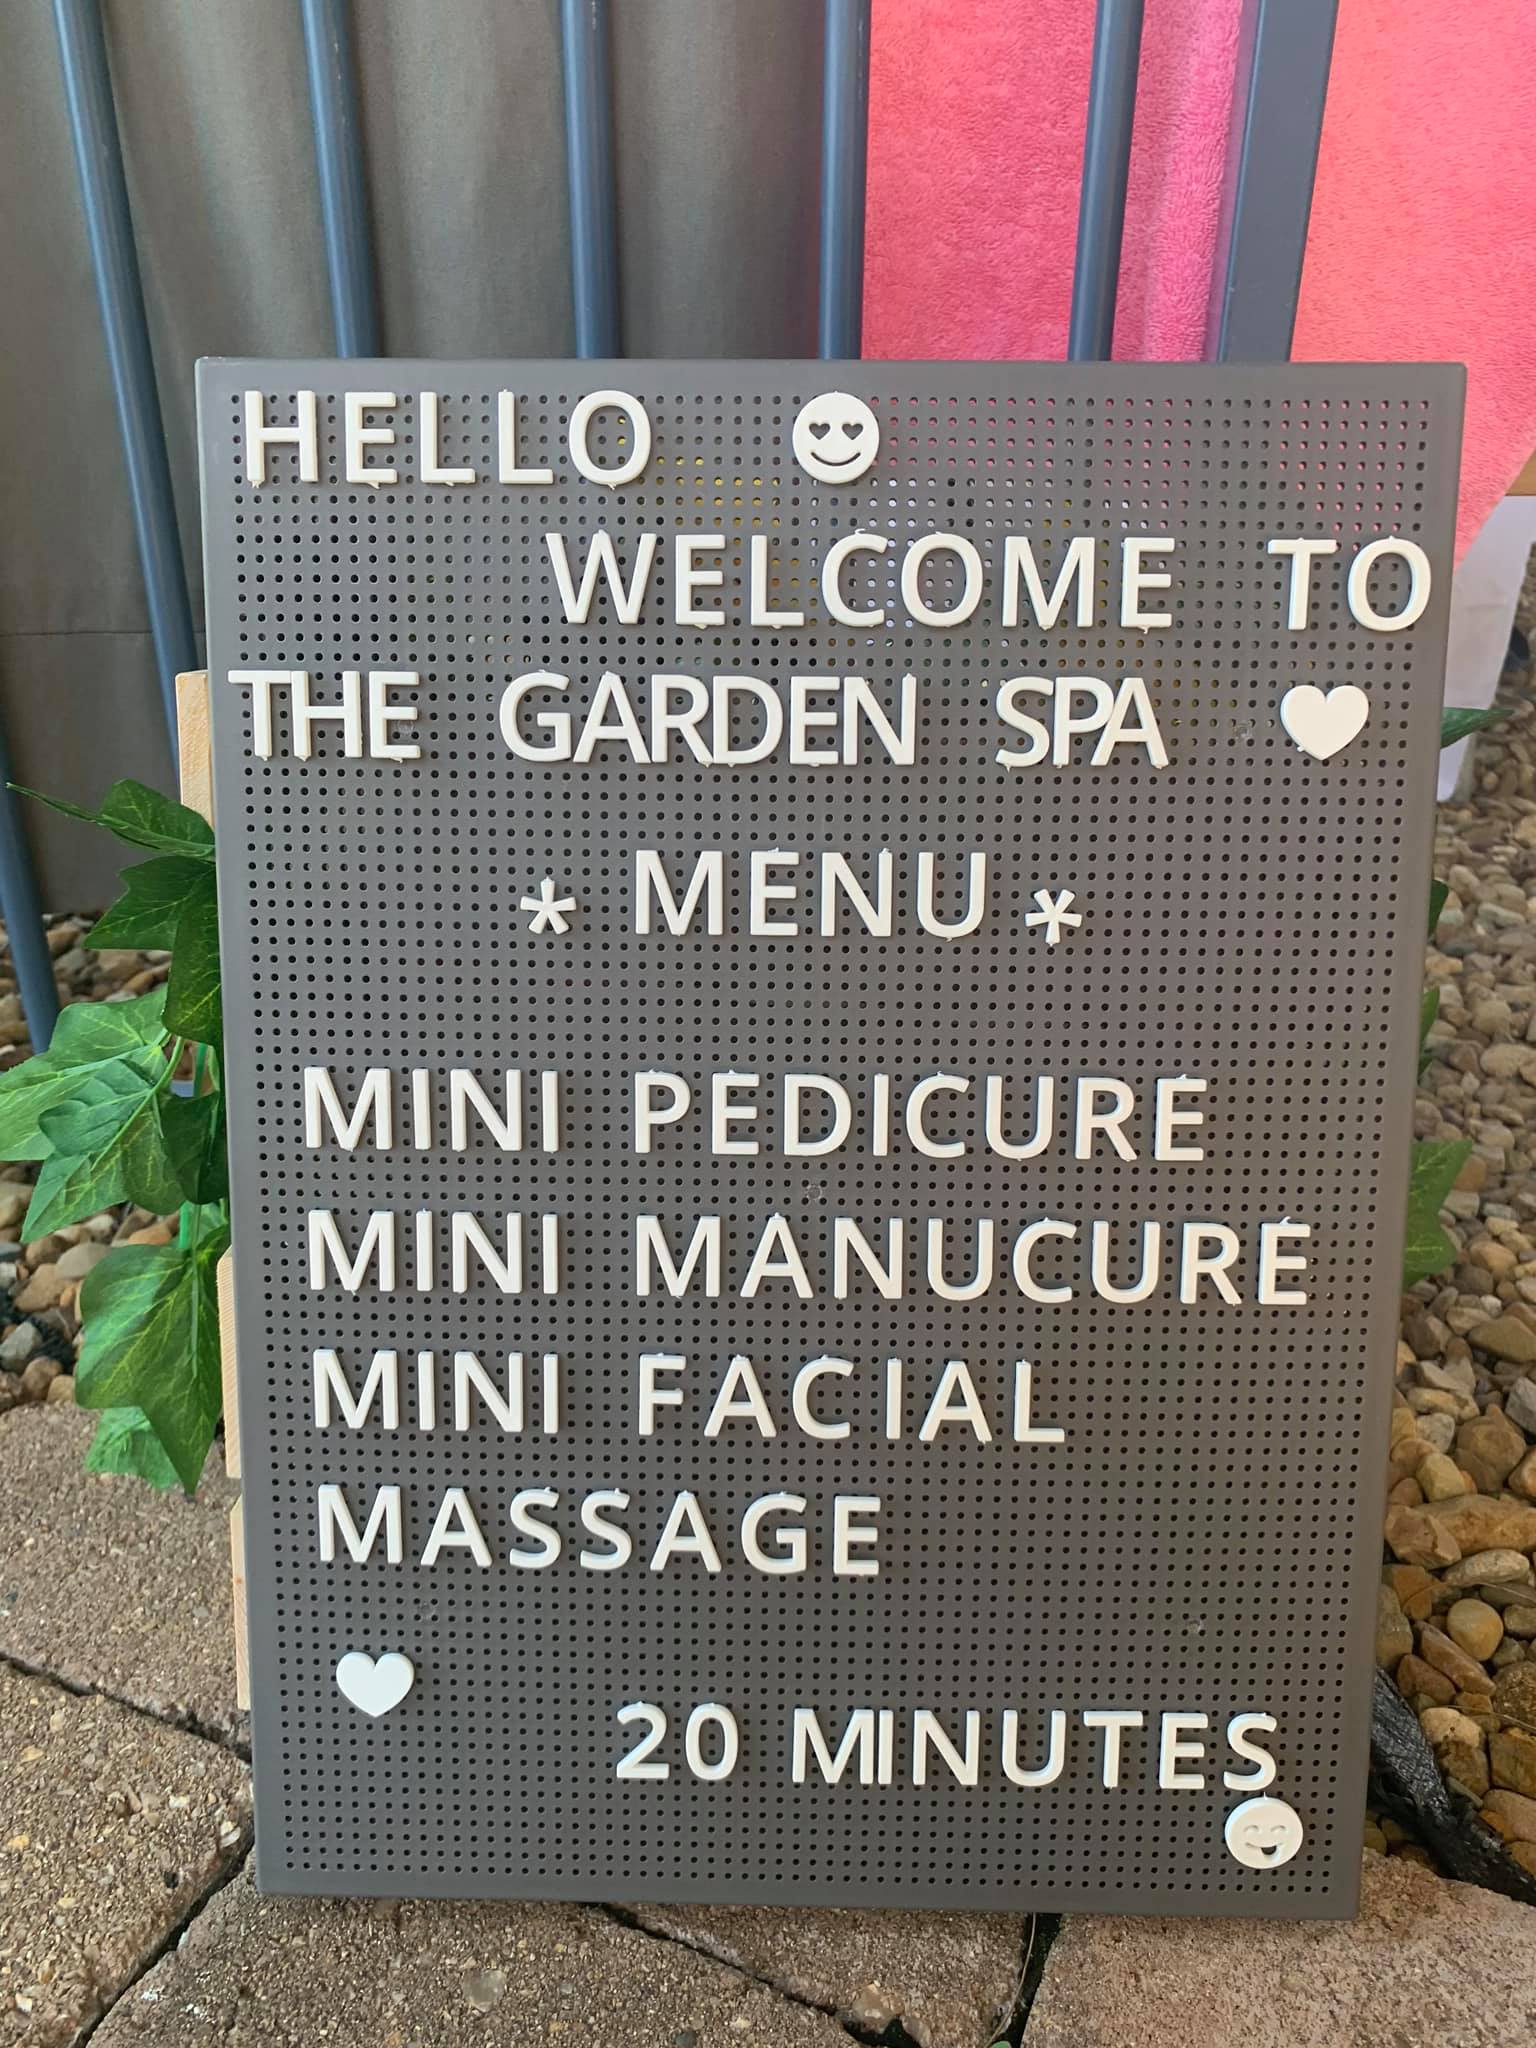 HELLO 😍
WELCOME TO
THE GARDEN SPA ♥
* MENU *
MINI PEDICURE
MINI MANUCURE
MINI FACIAL
MASSAGE
♥
20 MINUTES
😜